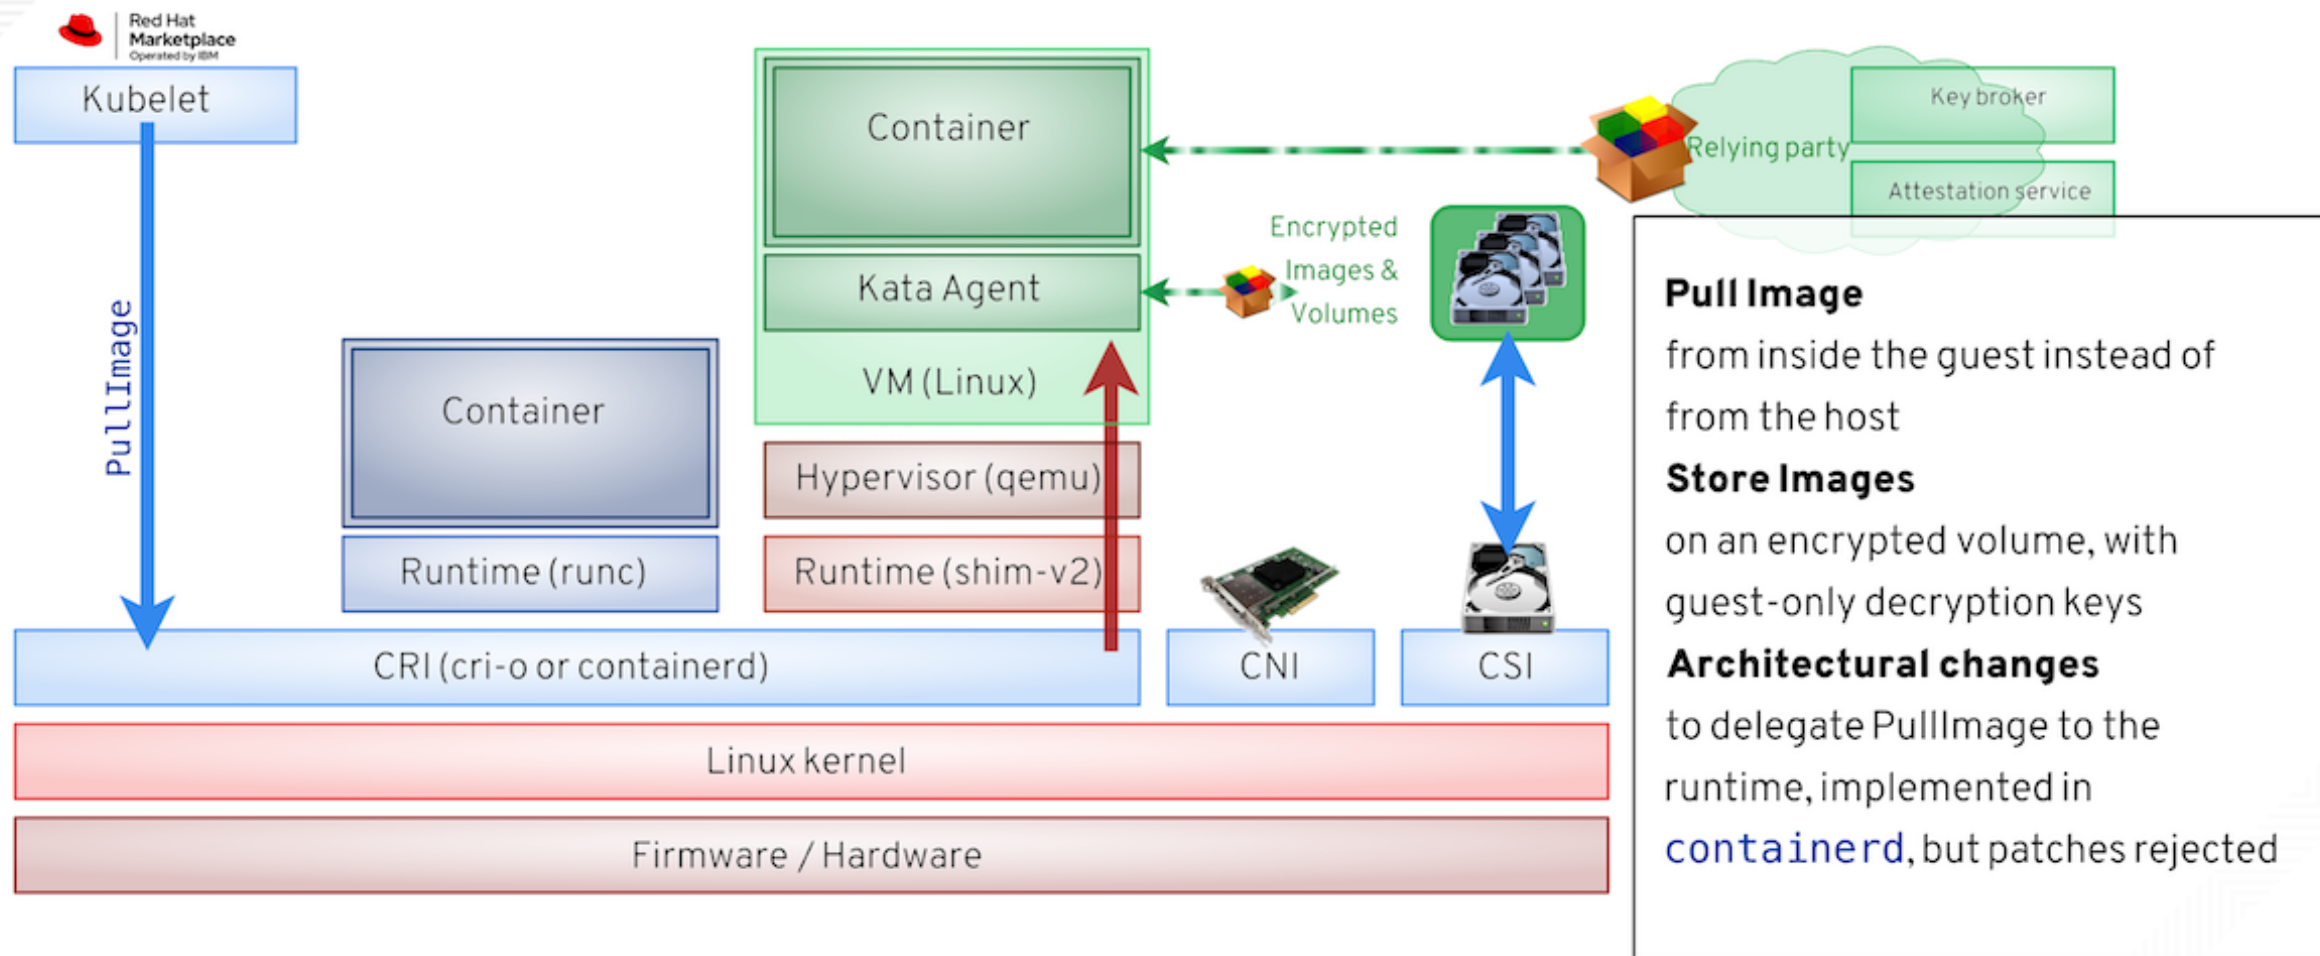 Red Hat
Marketplace
Operated by IBM
Kubelet
PullImage
Container
Runtime (runc)
Container
Kata Agent
VM (Linux)
Hypervisor (qemu)
Runtime (shim-v2)
CRI (cri-o or containerd)
CNI
CSI
Linux kernel
Firmware / Hardware
Encrypted
Images &
Volumes
Relying party
Key broker
Attestation service
Pull Image
from inside the guest instead of
from the host
Store Images
on an encrypted volume, with
guest-only decryption keys
Architectural changes
to delegate PullImage to the
runtime, implemented in
containerd, but patches rejected